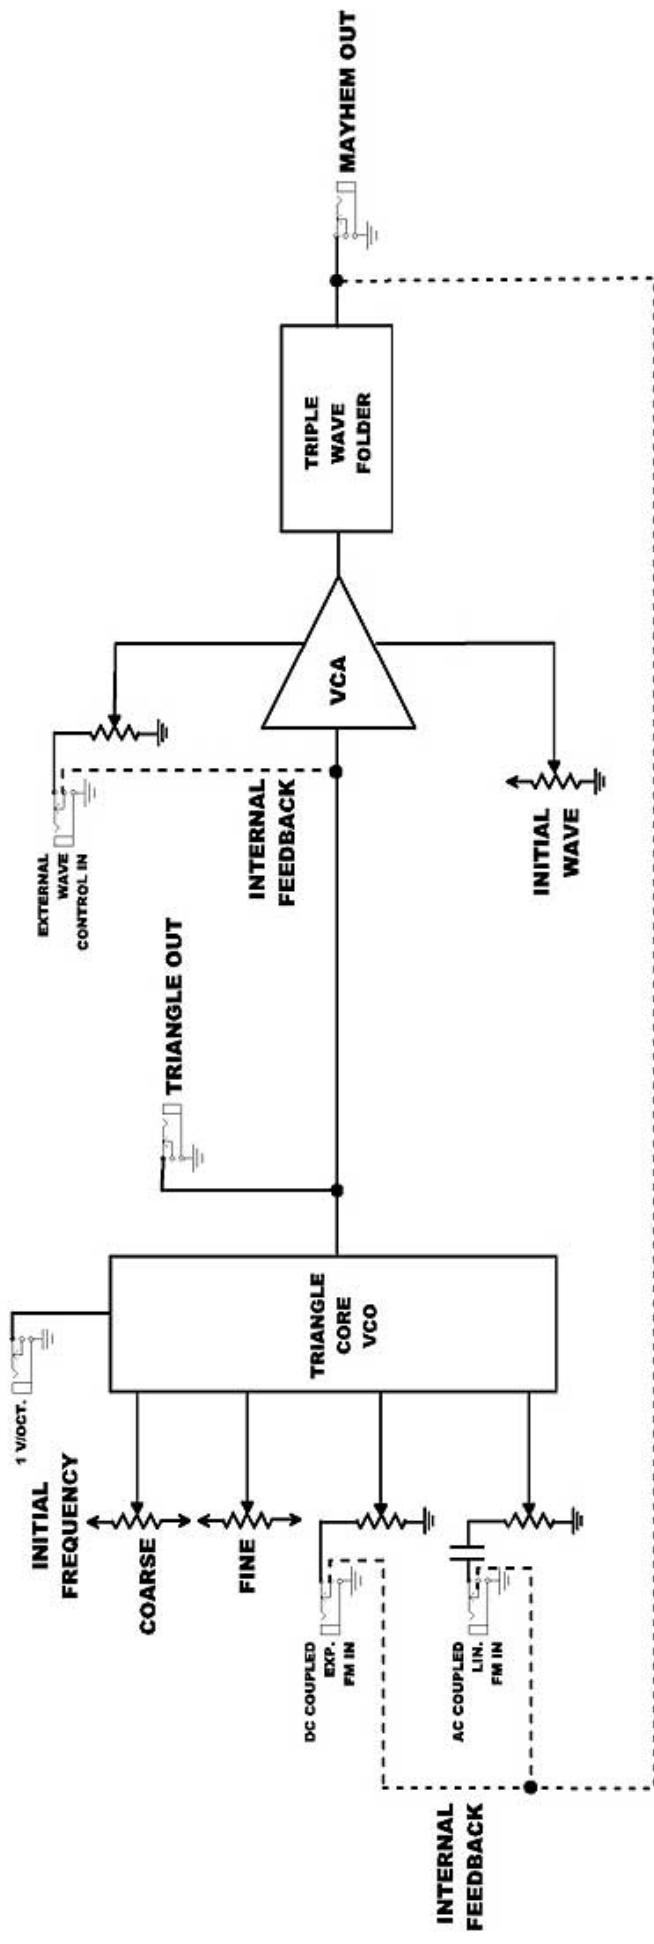 1 V/OCT.
INITIAL
FREQUENCY
COARSE
FINE
DC COUPLED
EXP.
FM IN
AC COUPLED
LIN.
FM IN
INTERNAL
FEEDBACK
TRIANGLE
CORE
VCO
TRIANGLE OUT
EXTERNAL
WAVE
CONTROL IN
INTERNAL
FEEDBACK
INITIAL
WAVE
VCA
TRIPLE
WAVE
FOLDER
MAYHEM OUT